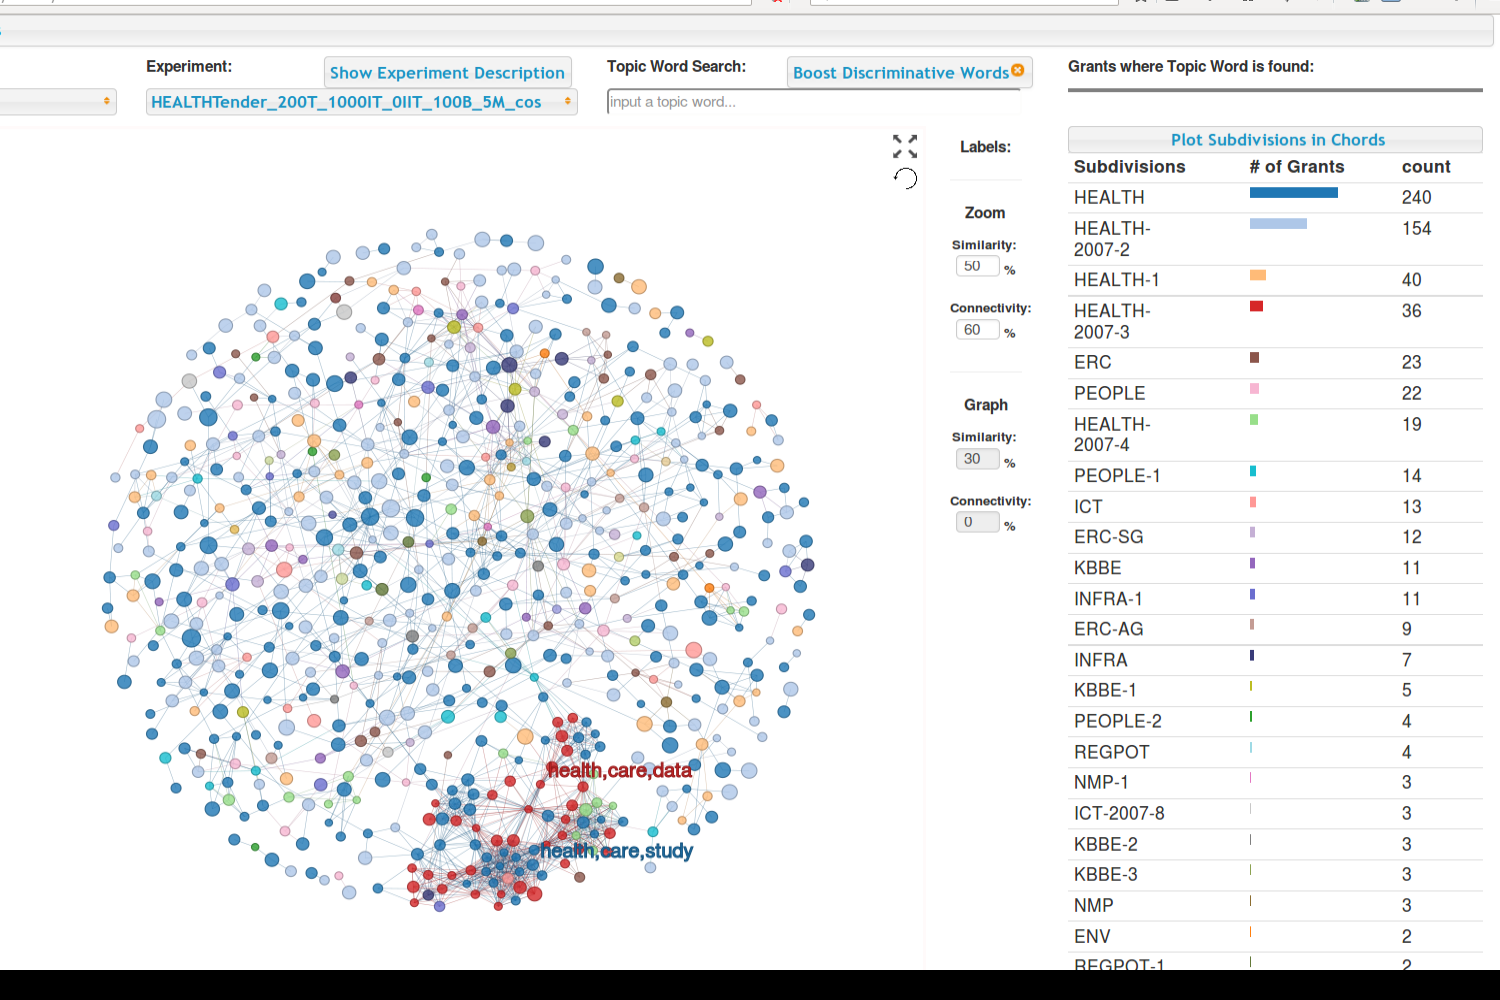 Experiment:
Show Experiment Description
Topic Word Search:
Boost Discriminative Words
Grants where Topic Word is found:
HEALTHTender_200T_1000IT_0IIT_100B_5M_cos
input a topic word...
Labels:
Zoom
Similarity:
50 %
Connectivity:
60 %
Graph
Similarity:
30 %
Connectivity:
0 %
health,care,data
health,care,study
Plot Subdivisions in Chords
Subdivisions # of Grants count
HEALTH 240
HEALTH-
2007-2 154
HEALTH-1 40
HEALTH-
2007-3 36
ERC 23
PEOPLE 22
HEALTH-
2007-4 19
PEOPLE-1 14
ICT 13
ERC-SG 12
KBBE 11
INFRA-1 11
ERC-AG 9
INFRA 7
KBBE-1 5
PEOPLE-2 4
REGPOT 4
NMP-1 3
ICT-2007-8 3
KBBE-2 3
KBBE-3 3
NMP 3
ENV 2
REGPOT-1 2